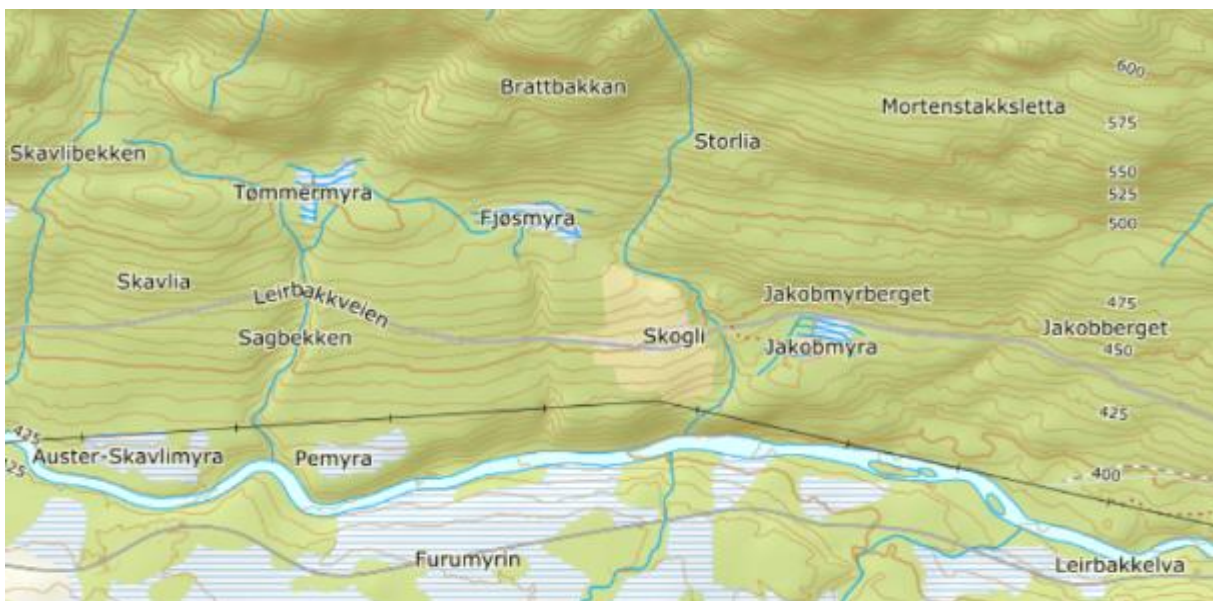 600
Brattbakkan
Mortenstakksletta
575
Storlia
Skavlibekken
550
Tømmermyra
525
Fjøsmyra
500
Skavlia
Leirbakkveien
Jakobmyrberget
475
Sagbekken
Skogli
Jakobmyra
Jakobberget
450
425
425
Auster-Skavlimyra
Pemyra
400
Furumyrin
Leirbakkelva